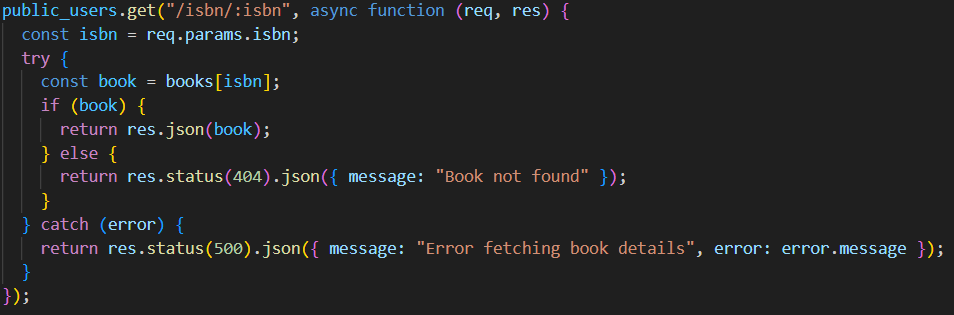 public_users.get("/isbn/:isbn", async function (req, res) {
  const isbn = req.params.isbn;
  try {
    const book = books[isbn];
    if (book) {
      return res.json(book);
    } else {
      return res.status(404).json({ message: "Book not found" });
    }
  } catch (error) {
    return res.status(500).json({ message: "Error fetching book details", error: error.message });
  }
});